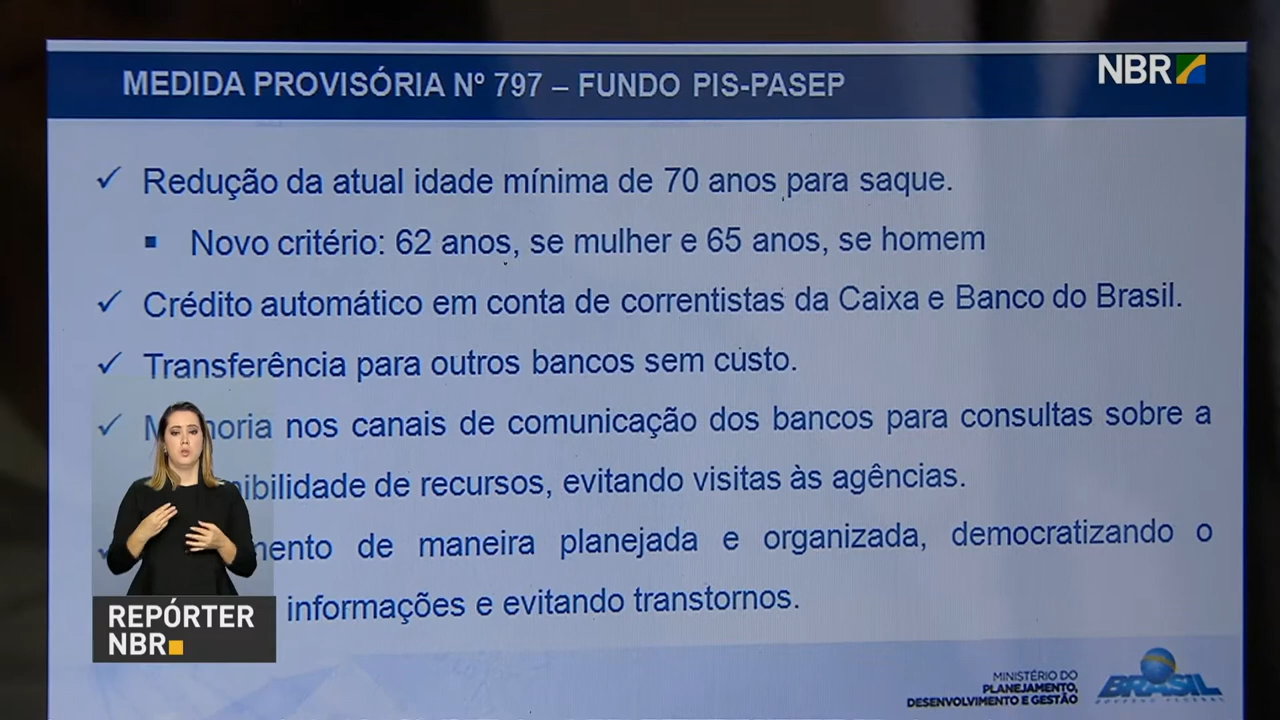 MEDIDA PROVISÓRIA Nº 797 – FUNDO PIS-PASEP
NBR
Redução da atual idade mínima de 70 anos para saque.
Novo critério: 62 anos, se mulher e 65 anos, se homem
Crédito automático em conta de correntistas da Caixa e Banco do Brasil.
Transferência para outros bancos sem custo.
Melhoria nos canais de comunicação dos bancos para consultas sobre a
de recursos, evitando visitas às agências.
de maneira planejada e organizada, democratizando o
informações e evitando transtornos.
REPÓRTER
NBR
MINISTÉRIO DO
PLANEJAMENTO,
DESENVOLVIMENTO E GESTÃO
BRASIL
GOVERNO FEDERAL